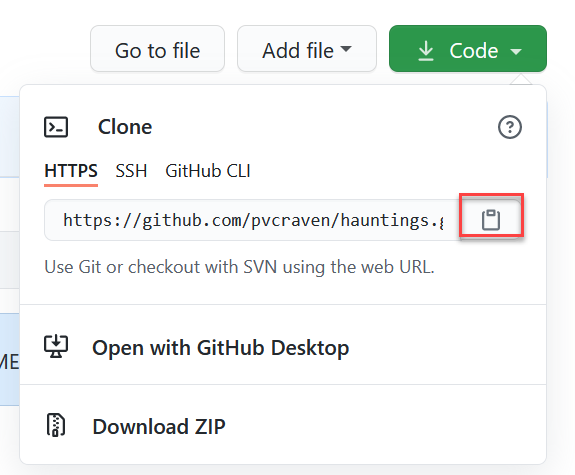 Go to file Add file Code
Clone
HTTPS SSH GitHub CLI
https://github.com/pvcraven/hauntings.g
Use Git or checkout with SVN using the web URL.
ME
Open with GitHub Desktop
Download ZIP